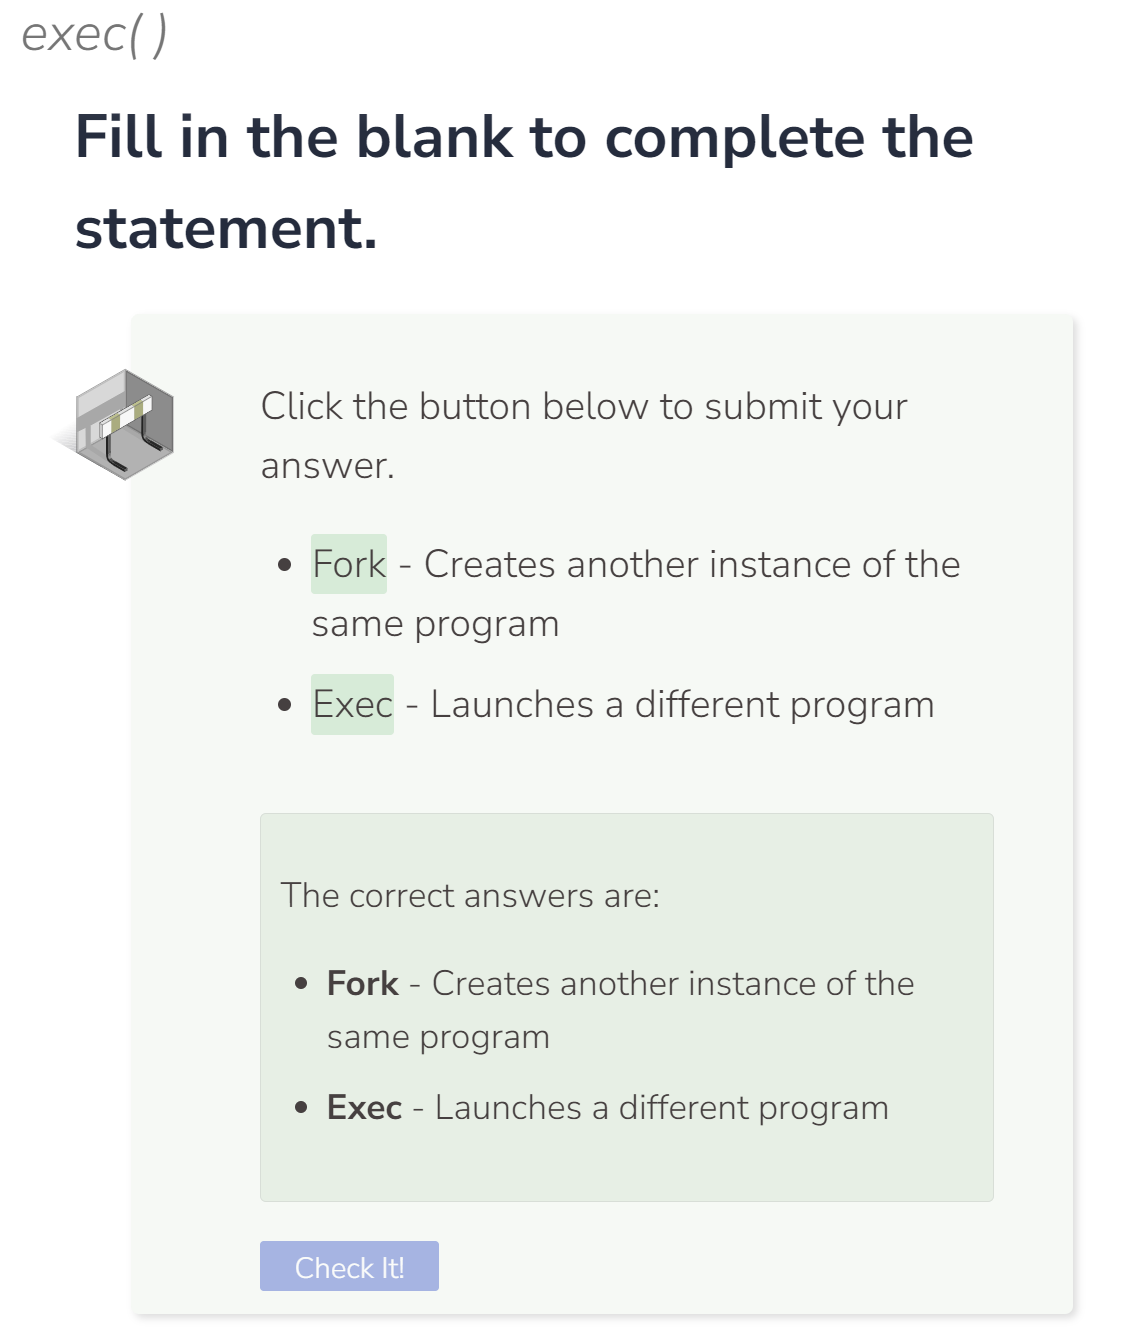 exec( )
Fill in the blank to complete the
statement.
Click the button below to submit your
answer.
• Fork - Creates another instance of the
same program
• Exec - Launches a different program
The correct answers are:
• Fork - Creates another instance of the
same program
• Exec - Launches a different program
Check It!